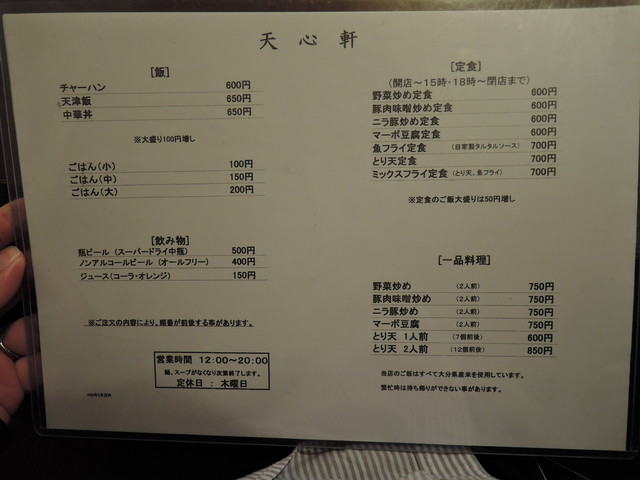 天心軒
[飯]
チャーハン 600円
天津飯 650円
中華丼 650円
※大盛り100円増し
ごはん(小) 100円
ごはん(中) 150円
ごはん(大) 200円
[飲み物]
瓶ビール (スーパードライ中瓶) 500円
ノンアルコールビール (オールフリー) 400円
ジュース(コーラ・オレンジ) 150円
※ご注文の内容により、順番が前後する事があります。
営業時間 12:00〜20:00
麺、スープがなくなり次第終了します。
定休日 : 木曜日
[定食]
(開店〜15時・18時〜閉店まで)
野菜炒め定食 600円
豚肉味噌炒め定食 600円
ニラ豚炒め定食 600円
マーボ豆腐定食 600円
魚フライ定食 (自家製タルタルソース) 700円
とり天定食 700円
ミックスフライ定食 (とり天、魚フライ) 700円
※定食のご飯大盛りは50円増し
[一品料理]
野菜炒め (2人前) 750円
豚肉味噌炒め (2人前) 750円
ニラ豚炒め (2人前) 750円
マーボ豆腐 (2人前) 750円
とり天 1人前 (7個前後) 600円
とり天 2人前 (12個前後) 850円
当店のご飯はすべて大分県産米を使用しています。
繁忙時は持ち帰りができない事があります。